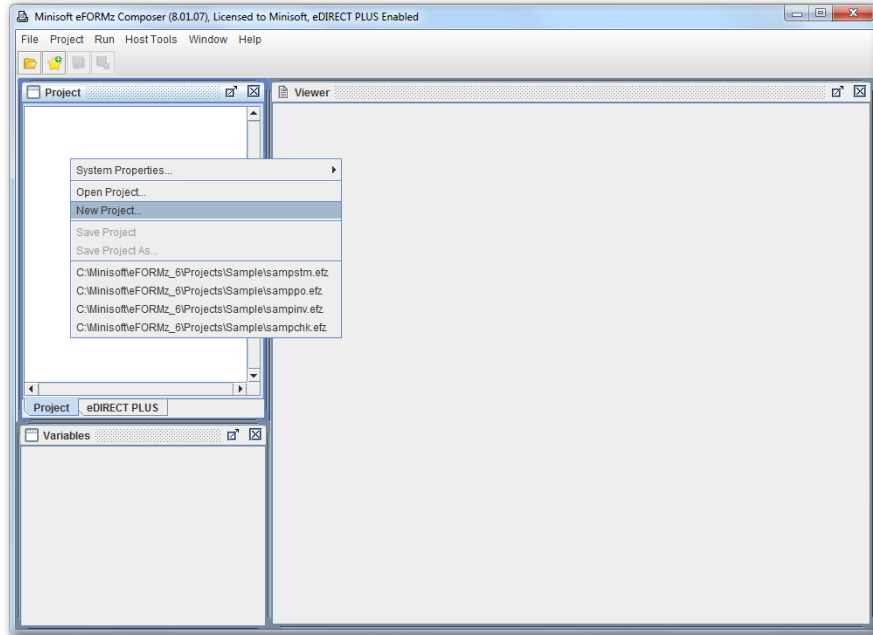 Minisoft eFORMz Composer (8.01.07), Licensed to Minisoft, eDIRECT PLUS Enabled
File Project Run Host Tools Window Help
Project
Viewer
System Properties...
Open Project...
New Project...
Save Project
Save Project As...
C:\Minisoft\eFORMz_6\Projects\Sample\sampstm.efz
C:\Minisoft\eFORMz_6\Projects\Sample\samppo.efz
C:\Minisoft\eFORMz_6\Projects\Sample\sampinv.efz
C:\Minisoft\eFORMz_6\Projects\Sample\sampchk.efz
Project eDIRECT PLUS
Variables